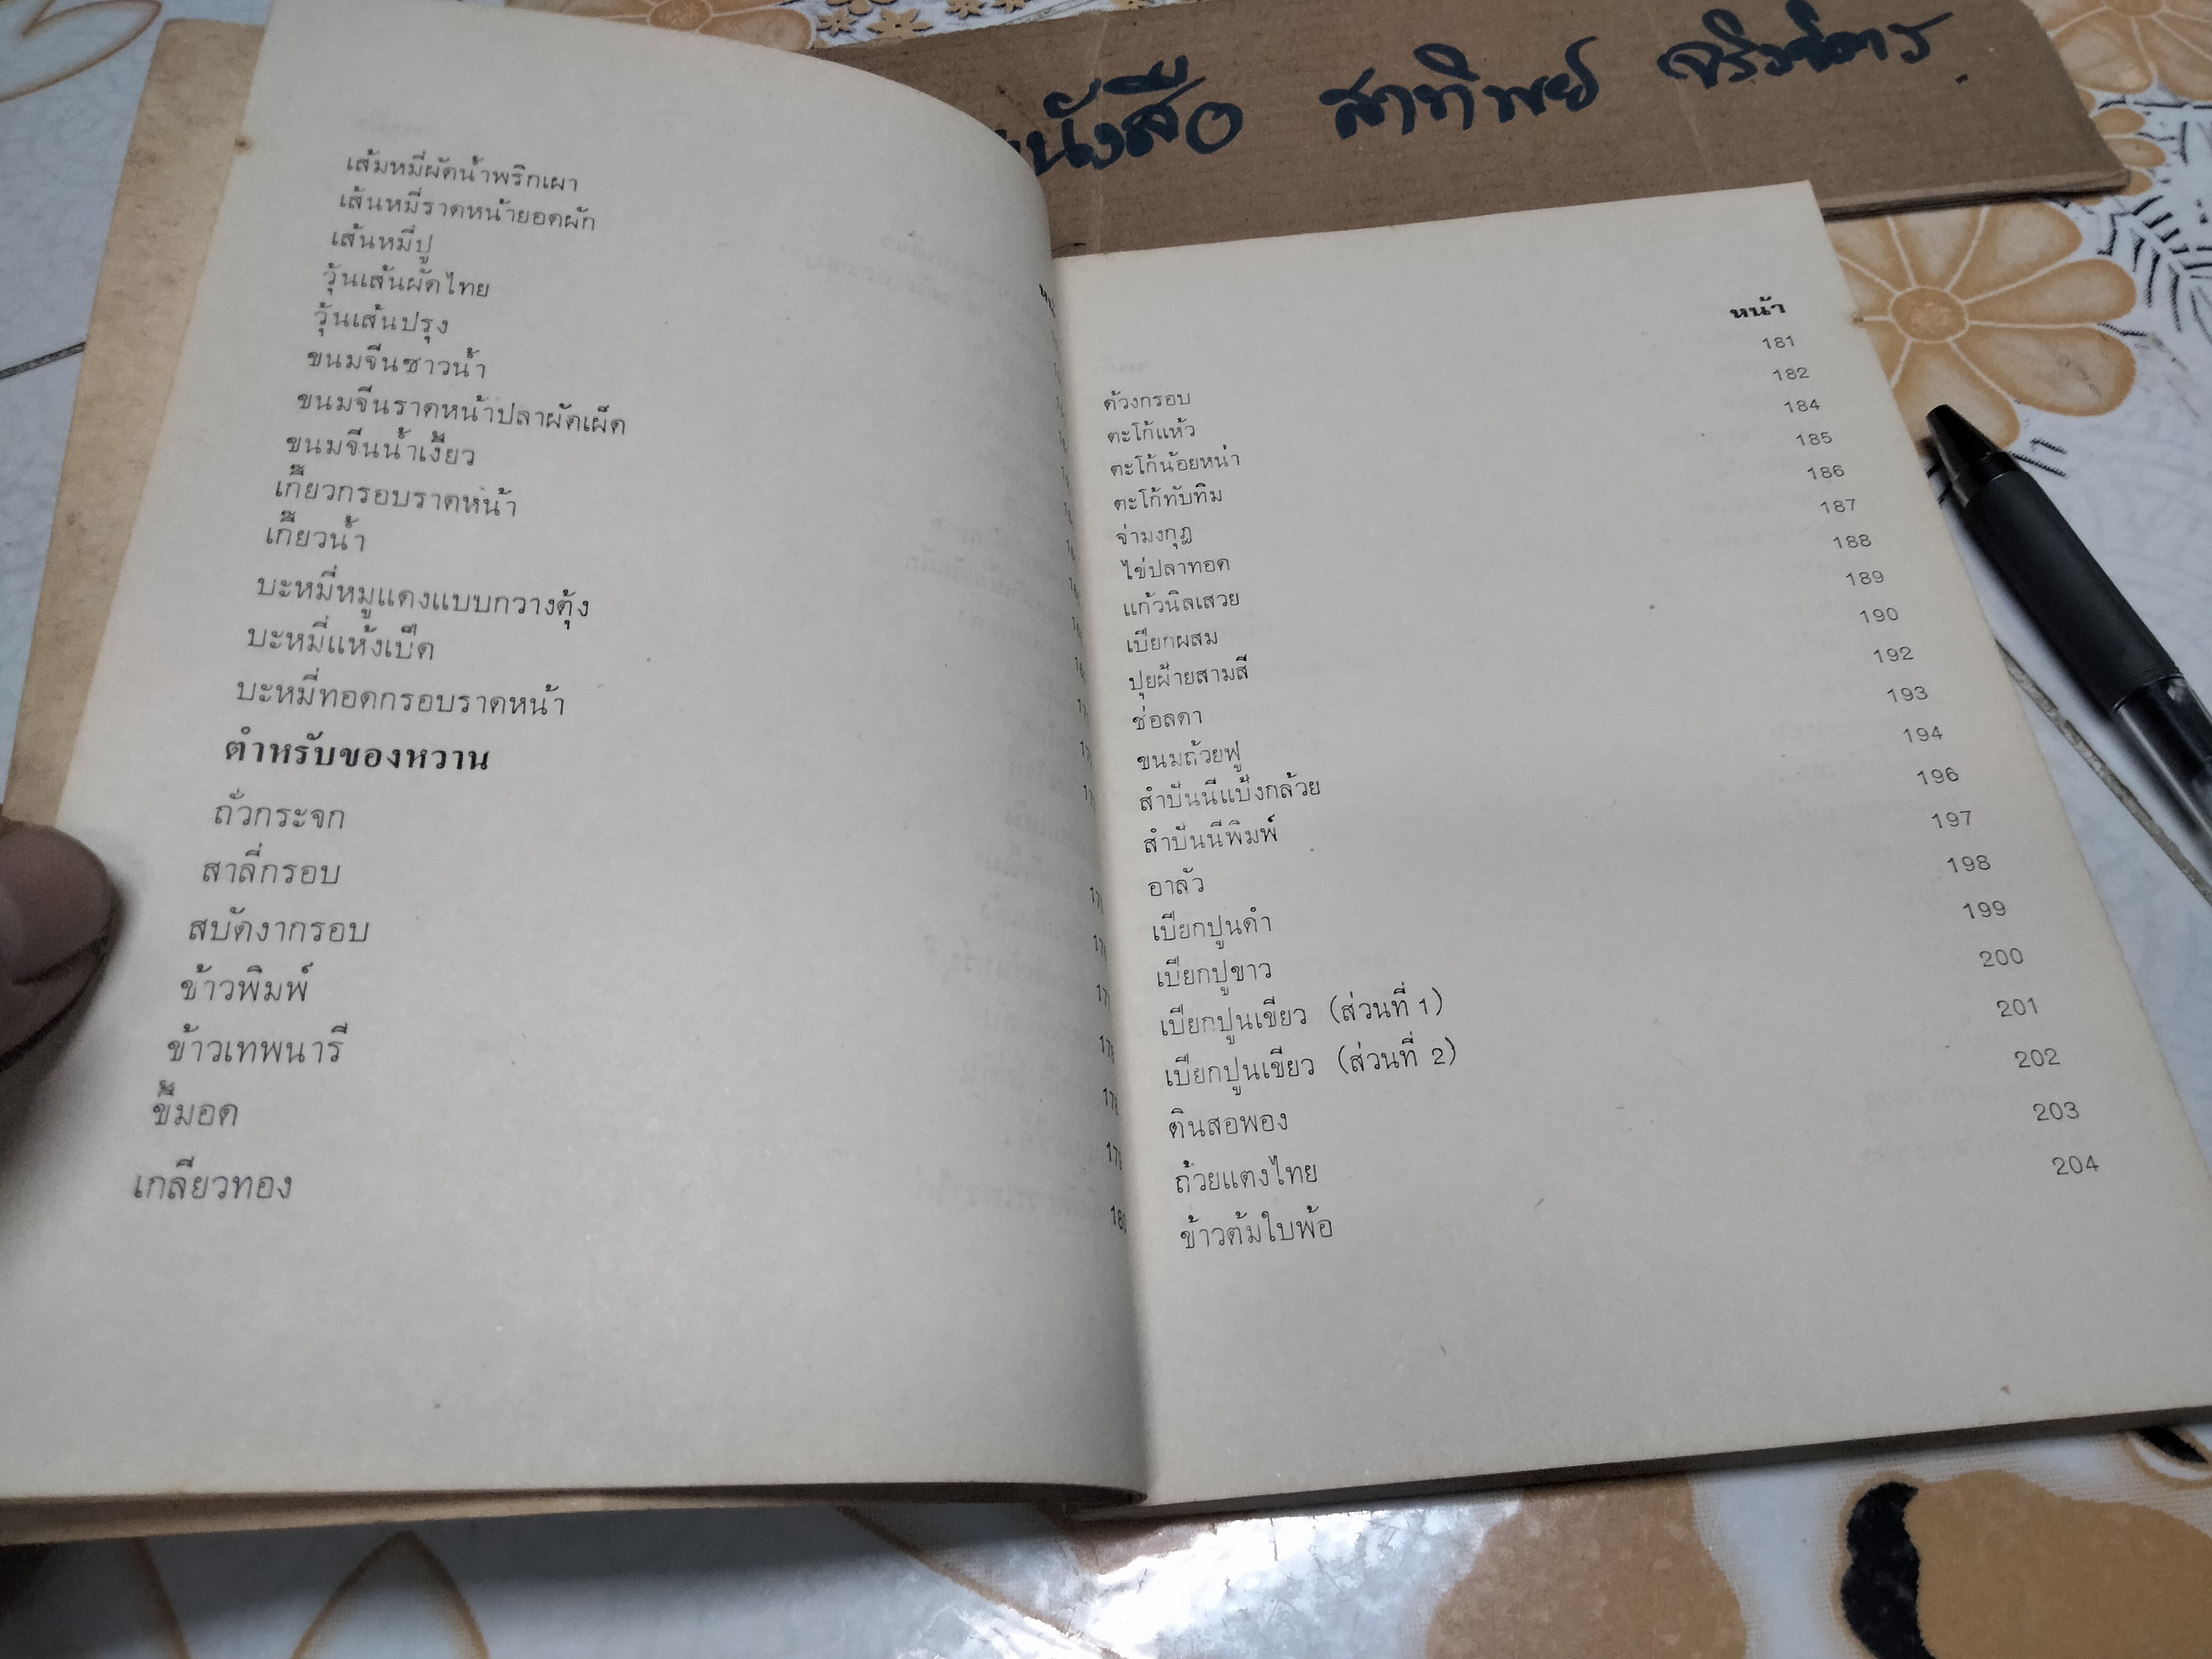 หนังสือ สาทิพย์
เส้มหมี่ผัดน้ำพริกเผา
เส้นหมี่ราดหน้ายอดผัก
เส้นหมี่ปู
วุ้นเส้นผัดไทย
วุ้นเส้นปรุง
ขนมจีนซาวน้ำ
ขนมจีนราดหน้าปลาผัดเผ็ด
ขนมจีนน้ำเงี้ยว
เกี๊ยวกรอบราดหน้า
เกี๊ยวน้ำ
บะหมี่หมูแดงแบบกวางตุ้ง
บะหมี่แห้งเป็ด
บะหมี่ทอดกรอบราดหน้า
ตำหรับของหวาน
ถั่วกระจก
สาลี่กรอบ
สบัดงากรอบ
ข้าวพิมพ์
ข้าวเทพนารี
ขี้มอด
เกลียวทอง
หน้า
ด้วงกรอบ 181
ตะโก้แห้ว 182
ตะโก้น้อยหน่า 184
ตะโก้ทับทิม 185
จ่ามงกุฎ 186
ไข่ปลาทอด 187
แก้วนิลเสวย 188
เปียกผสม 189
ปุยฝ้ายสามสี 190
ช่อลดา 192
ขนมถ้วยฟู 193
สำปันนีแป้งกล้วย 194
สำปันนีพิมพ์ 196
อาลัว 197
เปียกปูนดำ 198
เปียกปูขาว 199
เปียกปูนเขียว (ส่วนที่ 1) 200
เปียกปูนเขียว (ส่วนที่ 2) 201
ดินสอพอง 202
ถ้วยแตงไทย 203
ข้าวต้มใบพ้อ 204